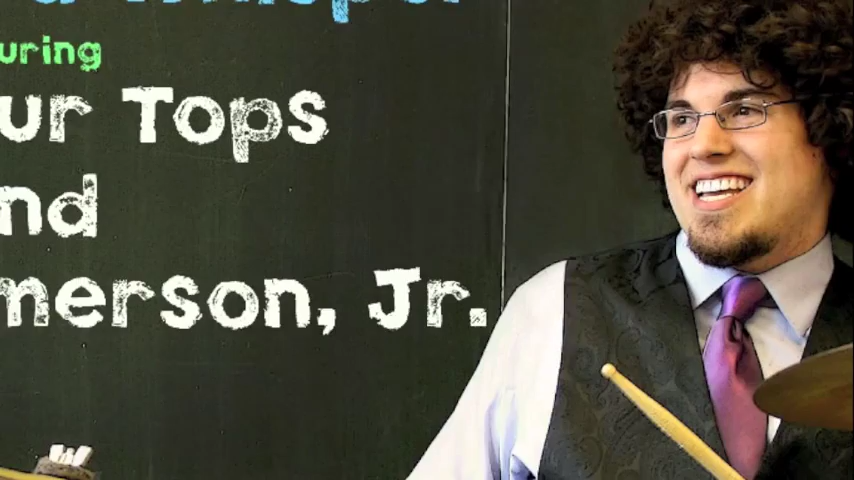 uring
ur Tops
nd
merson, Jr.